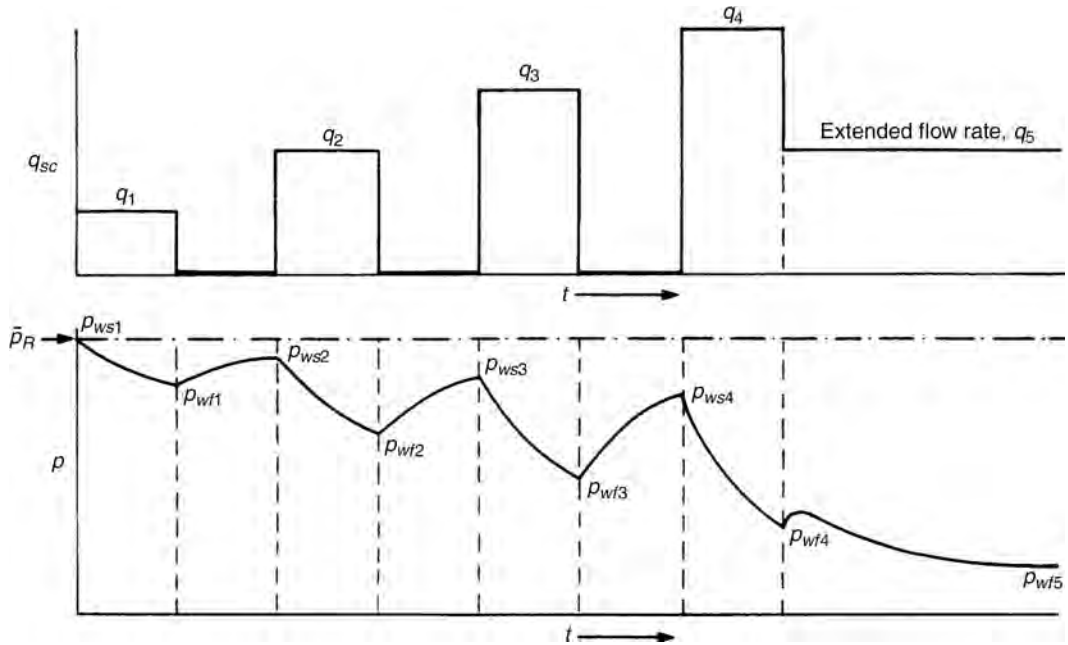 q4
q3
Extended flow rate, q5
q2
qsc
q1
t
p̄R
pws1
pws2
pws3
pws4
pwf1
pwf2
p
pwf3
pwf4
pwf5
t